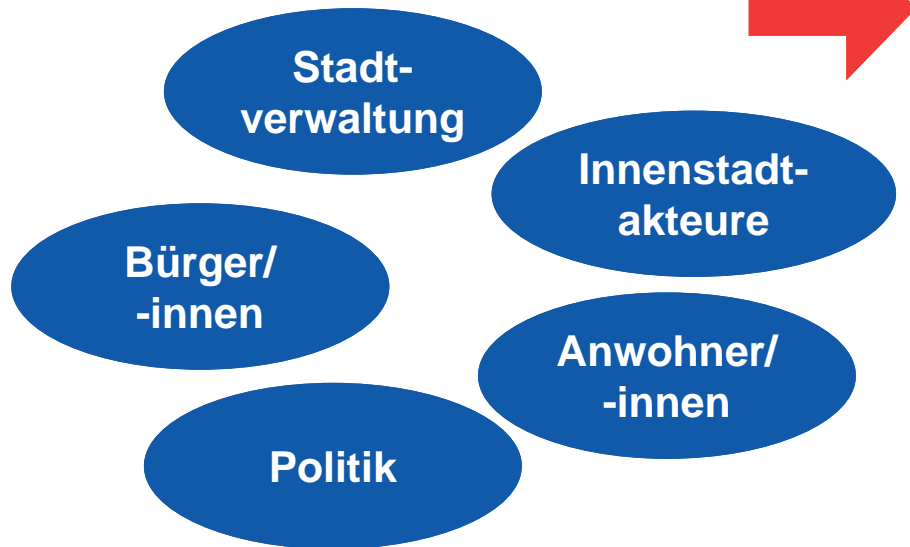 Stadt-
verwaltung
Innenstadt-
akteure
Bürger/
-innen
Anwohner/
-innen
Politik